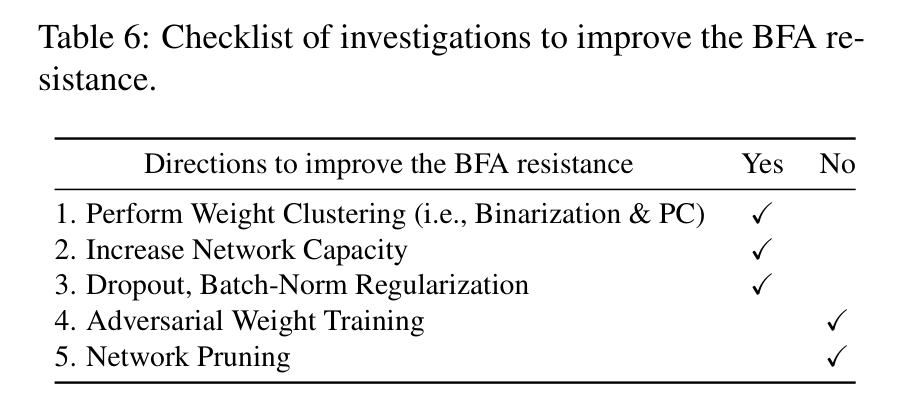 Table 6: Checklist of investigations to improve the BFA re-
sistance.
Directions to improve the BFA resistance Yes No
1. Perform Weight Clustering (i.e., Binarization & PC) ✓
2. Increase Network Capacity ✓
3. Dropout, Batch-Norm Regularization ✓
4. Adversarial Weight Training ✓
5. Network Pruning ✓